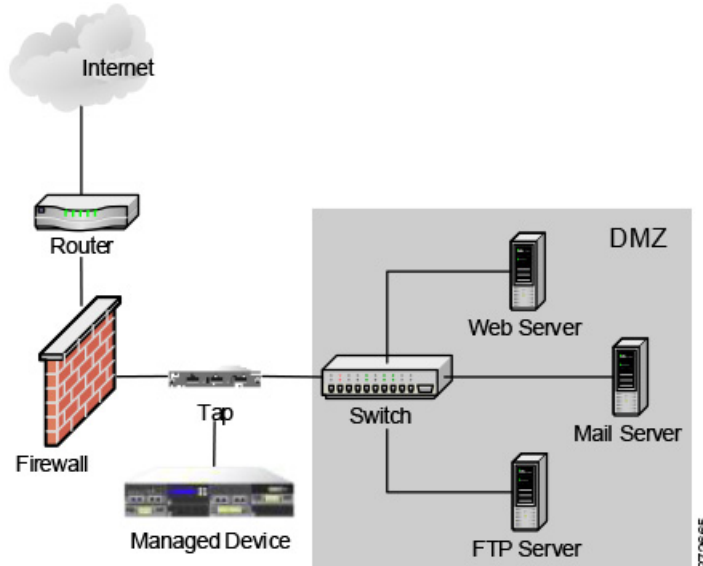 Internet
Router
DMZ
Web Server
Tap
Switch
Mail Server
Firewall
Managed Device
FTP Server